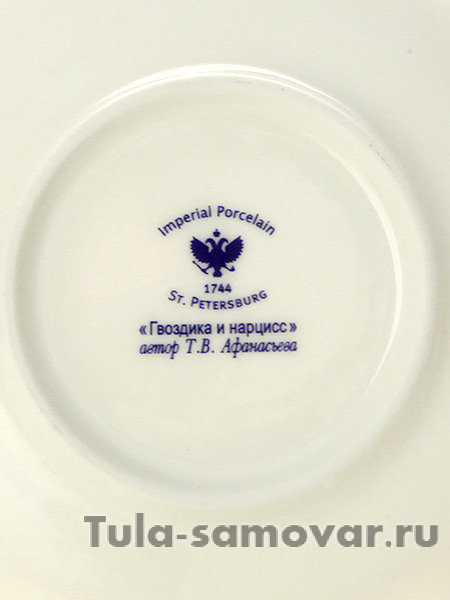 Imperial Porcelain
1744
St. Petersburg
«Гвоздика и нарцисс»
автор Т.В. Афанасьева
Tula-samovar.ru